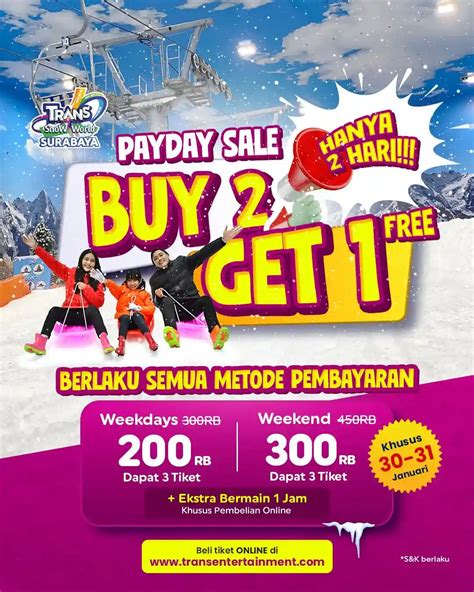 TRANS
SNOW World
SURABAYA
PAYDAY SALE
HANYA
2 HARI!!!
BUY 2
GET 1
FREE
BERLAKU SEMUA METODE PEMBAYARAN
Weekdays 300RB
200 RB
Dapat 3 Tiket
Weekend 450RB
300 RB
Dapat 3 Tiket
+ Ekstra Bermain 1 Jam
Khusus Pembelian Online
Khusus
30-31
Januari
Beli tiket ONLINE di
www.transentertainment.com
*S&K berlaku